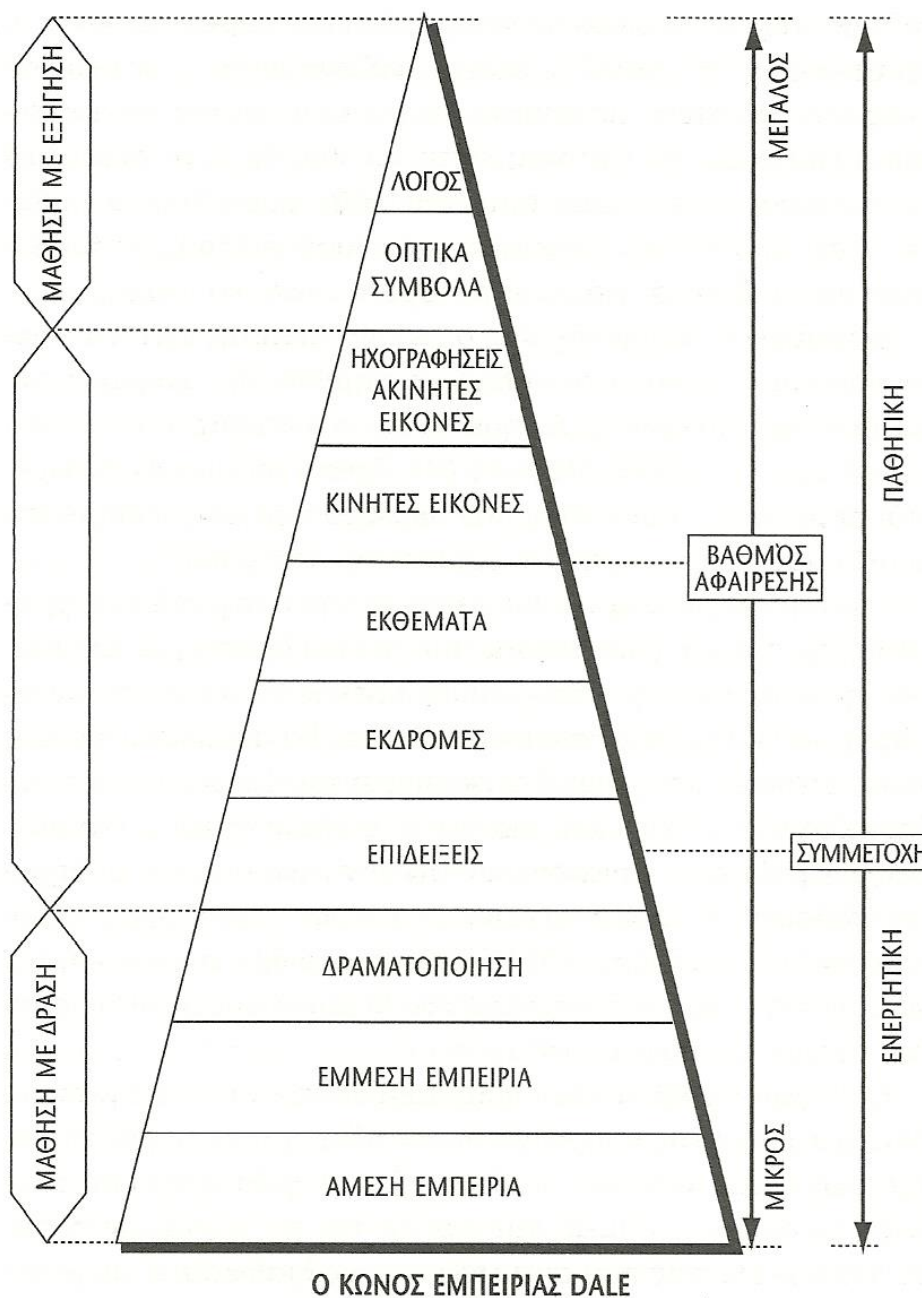 ΜΑΘΗΣΗ ΜΕ ΕΞΗΓΗΣΗ
ΜΑΘΗΣΗ ΜΕ ΔΡΑΣΗ
ΛΟΓΟΣ
ΟΠΤΙΚΑ
ΣΥΜΒΟΛΑ
ΗΧΟΓΡΑΦΗΣΕΙΣ
ΑΚΙΝΗΤΕΣ
ΕΙΚΟΝΕΣ
ΚΙΝΗΤΕΣ ΕΙΚΟΝΕΣ
ΕΚΘΕΜΑΤΑ
ΕΚΔΡΟΜΕΣ
ΕΠΙΔΕΙΞΕΙΣ
ΔΡΑΜΑΤΟΠΟΙΗΣΗ
ΕΜΜΕΣΗ ΕΜΠΕΙΡΙΑ
ΑΜΕΣΗ ΕΜΠΕΙΡΙΑ
ΜΕΓΑΛΟΣ
ΒΑΘΜΌΣ
ΑΦΑΙΡΕΣΗΣ
ΜΙΚΡΟΣ
ΠΑΘΗΤΙΚΗ
ΣΥΜΜΕΤΟΧΗ
ΕΝΕΡΓΗΤΙΚΗ
Ο ΚΩΝΟΣ ΕΜΠΕΙΡΙΑΣ DALE